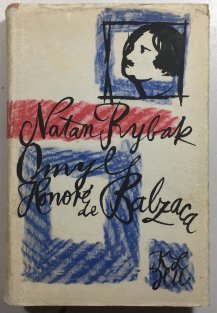 Natan Rybak
Omyl
Honoré
de Balzaca